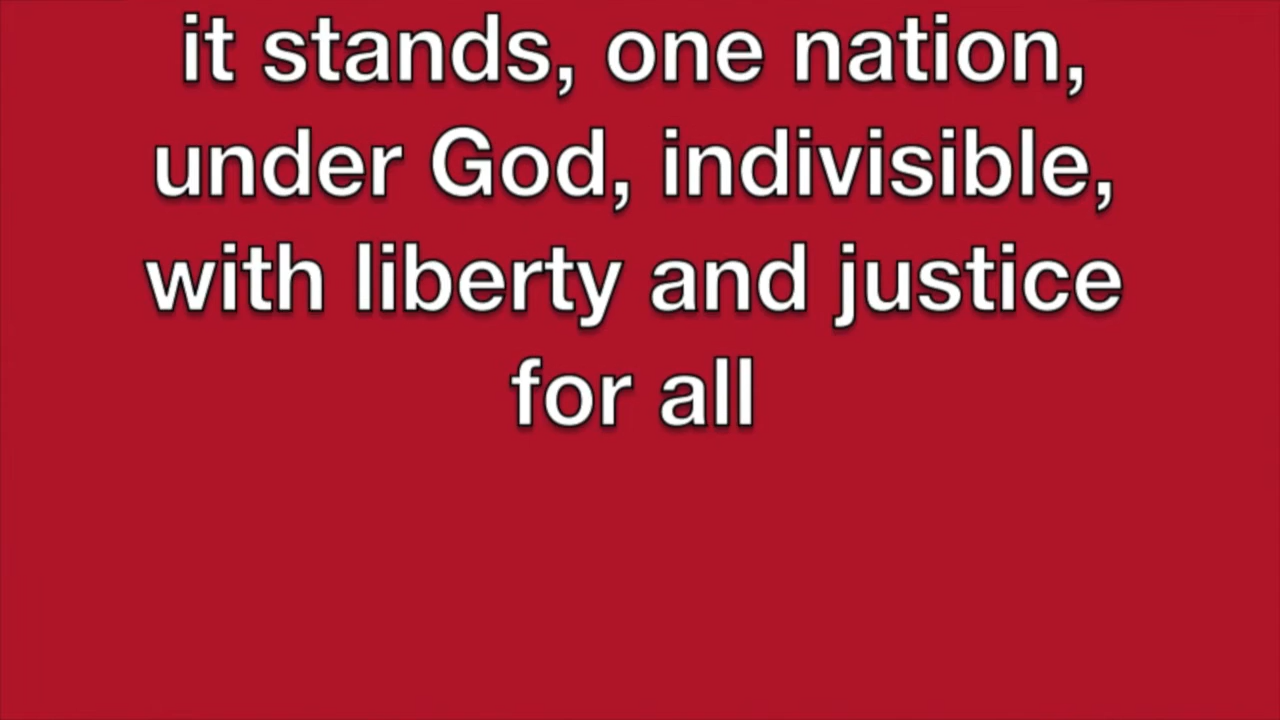 it stands, one nation,
under God, indivisible,
with liberty and justice
for all